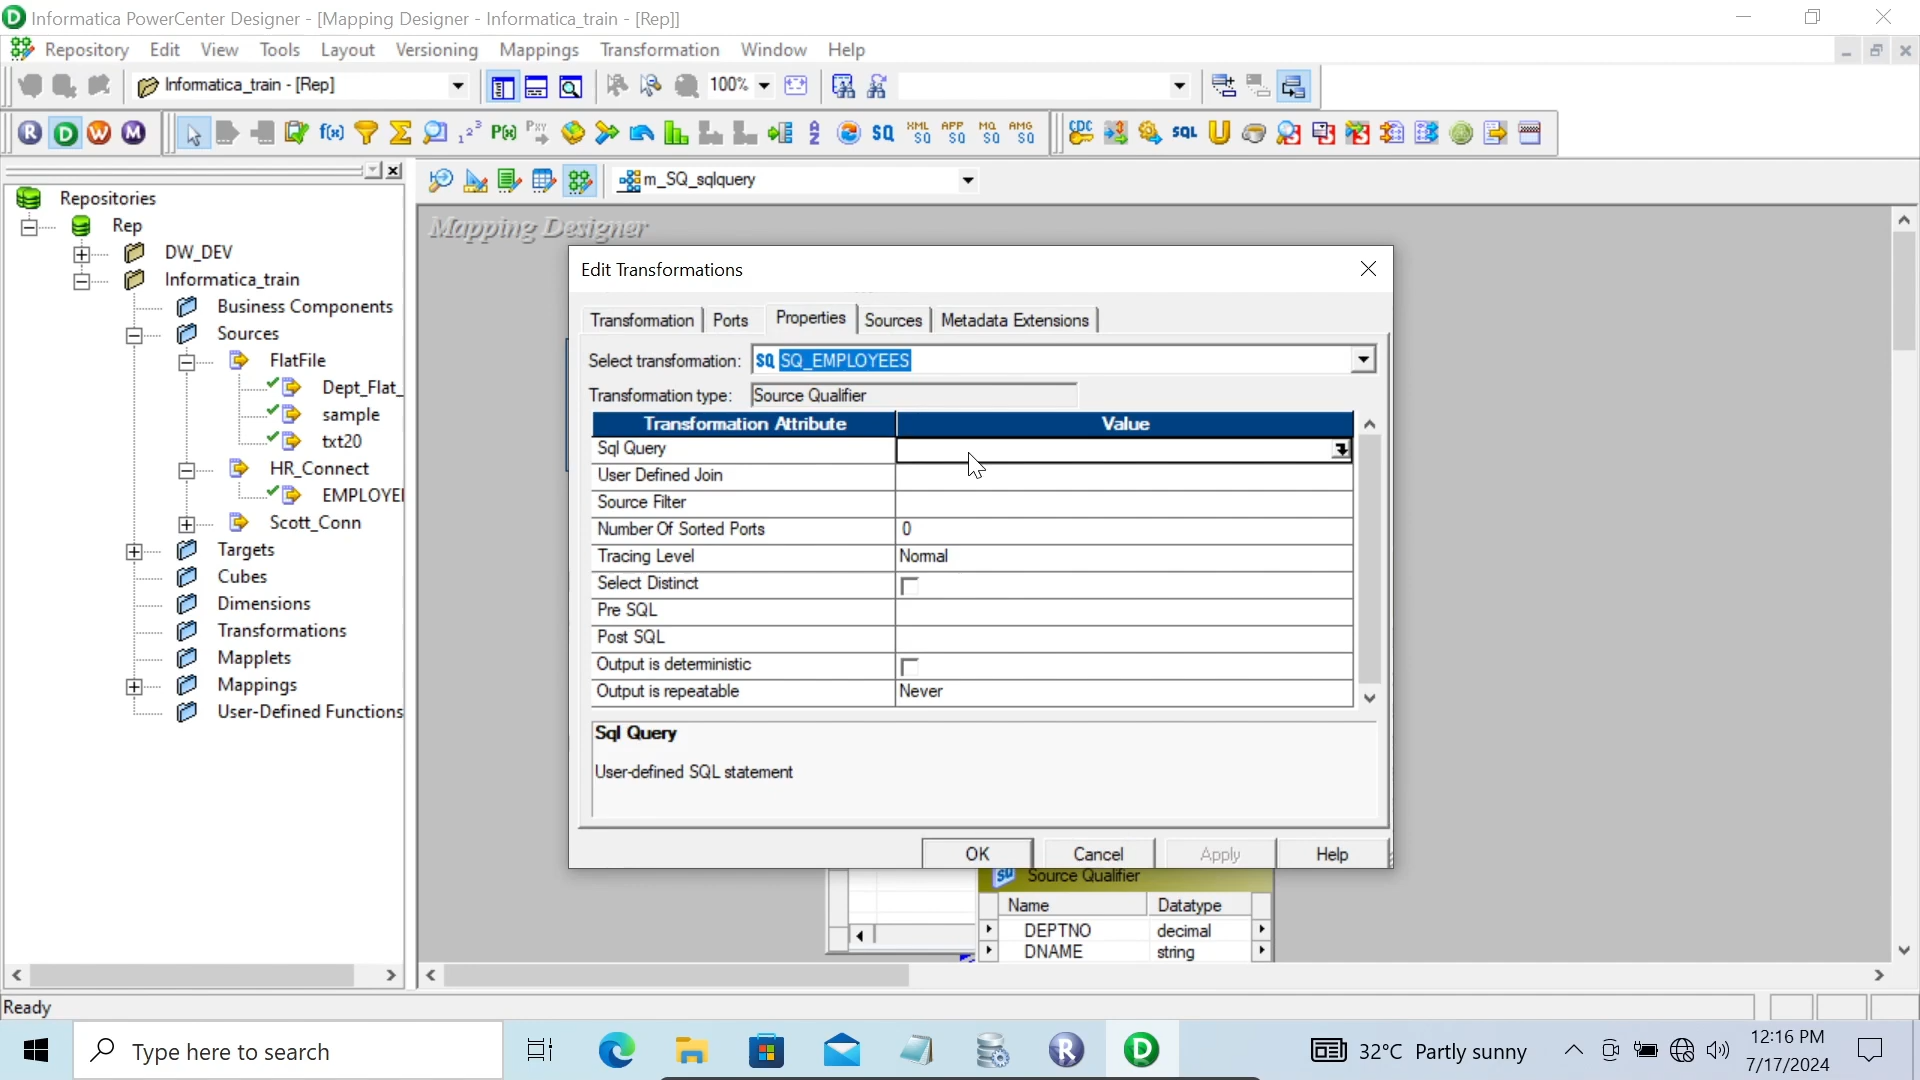 Informatica PowerCenter Designer - [Mapping Designer - Informatica_train - [Rep]]
Repository Edit View Tools Layout Versioning Mappings Transformation Window Help
Informatica_train - [Rep]
100%
m_SQ_sqlquery
Repositories
Rep
DW_DEV
Informatica_train
Business Components
Sources
FlatFile
Dept_Flat_
sample
txt20
HR_Connect
EMPLOYEI
Scott_Conn
Targets
Cubes
Dimensions
Transformations
Mapplets
Mappings
User-Defined Functions
Mapping Designer
Edit Transformations
Transformation Ports Properties Sources Metadata Extensions
Select transformation: SQ SQ_EMPLOYEES
Transformation type: Source Qualifier
Transformation Attribute Value
Sql Query
User Defined Join
Source Filter
Number Of Sorted Ports 0
Tracing Level Normal
Select Distinct
Pre SQL
Post SQL
Output is deterministic
Output is repeatable Never
Sql Query
User-defined SQL statement
OK Cancel Apply Help
Source Qualifier
Name Datatype
DEPTNO decimal
DNAME string
Ready
Type here to search
32°C Partly sunny
12:16 PM
7/17/2024